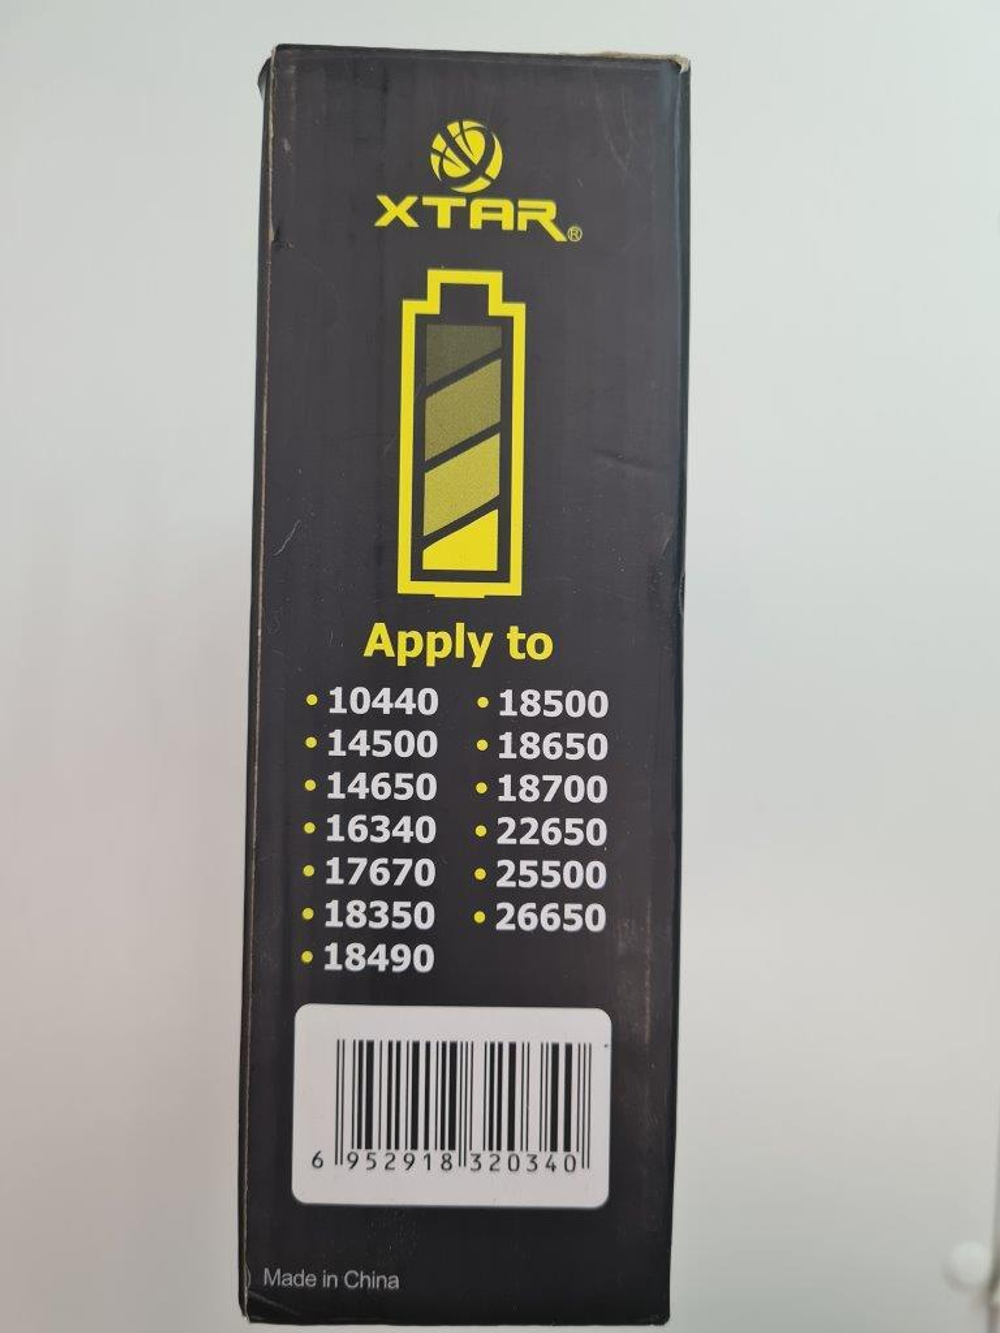 XTAR®
Apply to
• 10440 • 18500
• 14500 • 18650
• 14650 • 18700
• 16340 • 22650
• 17670 • 25500
• 18350 • 26650
• 18490
6 952918 320340
Made in China